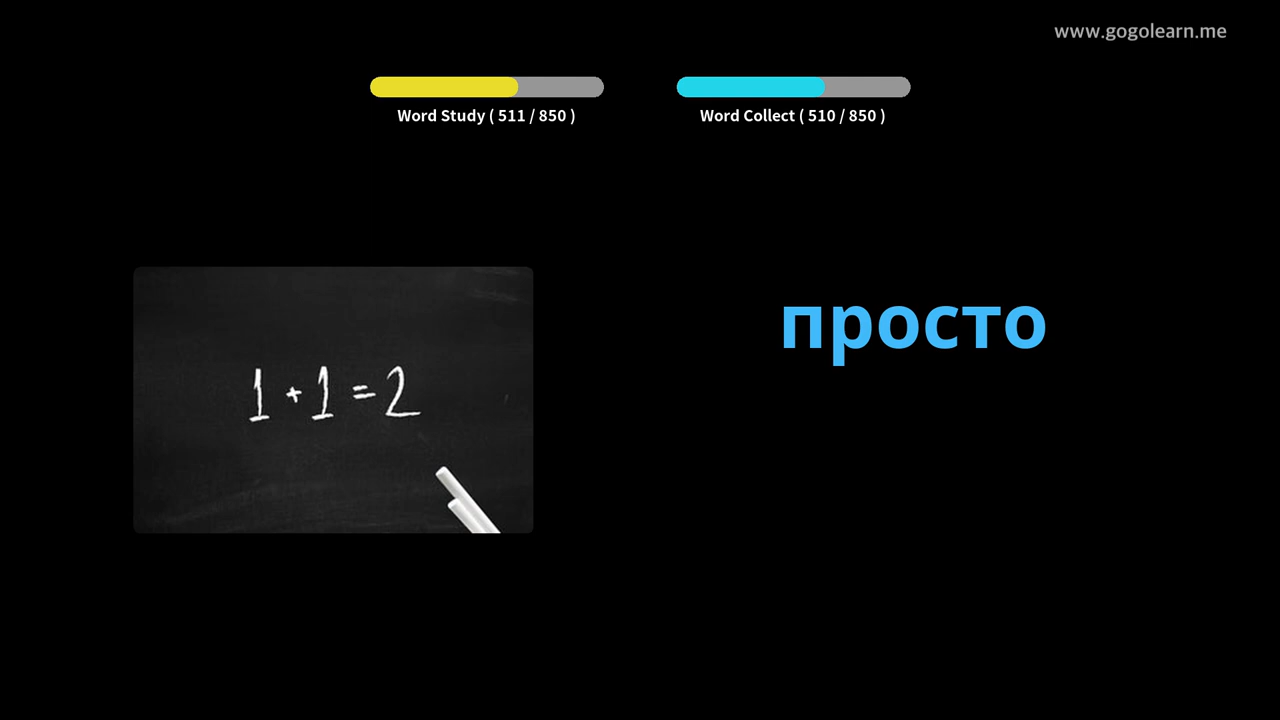 www.gogolearn.me
Word Study ( 511 / 850 )
Word Collect ( 510 / 850 )
1 + 1 = 2
просто